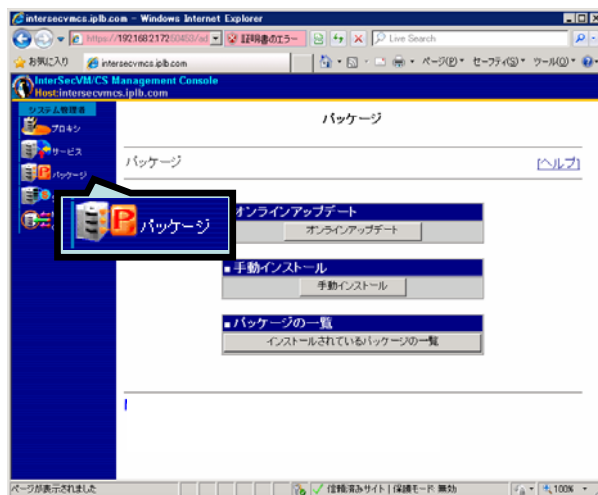 intersecvmcs.iplb.com - Windows Internet Explorer
https://192.168.2.172:60453/ad
証明書のエラー
Live Search
お気に入り
intersecvmcs.iplb.com
ページ(P)
セーフティ(S)
ツール(O)
InterSecVM/CS Management Console
Host:intersecvmcs.iplb.com
システム管理者
プロキシ
サービス
パッケージ
パッケージ
パッケージ
[ヘルプ]
パッケージ
オンラインアップデート
オンラインアップデート
■手動インストール
手動インストール
■パッケージの一覧
インストールされているパッケージの一覧
ページが表示されました
信頼済みサイト | 保護モード: 無効
100%